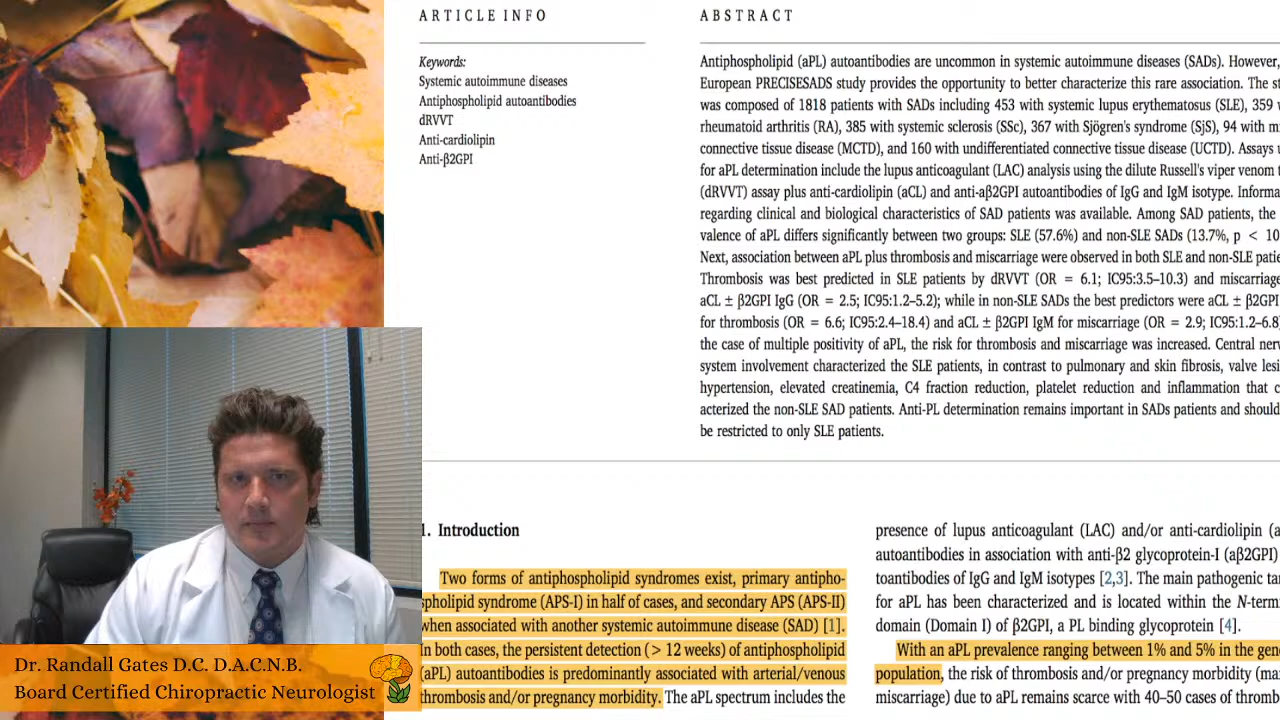 ARTICLE INFO
Keywords:
Systemic autoimmune diseases
Antiphospholipid autoantibodies
dRVVT
Anti-cardiolipin
Anti-β2GPI
ABSTRACT
Antiphospholipid (aPL) autoantibodies are uncommon in systemic autoimmune diseases (SADs). However,
European PRECISESADS study provides the opportunity to better characterize this rare association. The
was composed of 1818 patients with SADs including 453 with systemic lupus erythematosus (SLE), 359
rheumatoid arthritis (RA), 385 with systemic sclerosis (SSc), 367 with Sjögren's syndrome (SjS), 94 with
connective tissue disease (MCTD), and 160 with undifferentiated connective tissue disease (UCTD). Assays
for aPL determination include the lupus anticoagulant (LAC) analysis using the dilute Russell's viper venom
(dRVVT) assay plus anti-cardiolipin (aCL) and anti-aβ2GPI autoantibodies of IgG and IgM isotype.
regarding clinical and biological characteristics of SAD patients was available. Among SAD patients, the
valence of aPL differs significantly between two groups: SLE (57.6%) and non-SLE SADs (13.7%, p < 10
Next, association between aPL plus thrombosis and miscarriage were observed in both SLE and non-SLE
Thrombosis was best predicted in SLE patients by dRVVT (OR = 6.1; IC95:3.5–10.3) and miscarriage
aCL ± β2GPI IgG (OR = 2.5; IC95:1.2–5.2); while in non-SLE SADs the best predictors were aCL ± β2GPI
for thrombosis (OR = 6.6; IC95:2.4–18.4) and aCL ± β2GPI IgM for miscarriage (OR = 2.9; IC95:1.2–6.8)
the case of multiple positivity of aPL, the risk for thrombosis and miscarriage was increased. Central
system involvement characterized the SLE patients, in contrast to pulmonary and skin fibrosis, valve
hypertension, elevated creatinemia, C4 fraction reduction, platelet reduction and inflammation that
acterized the non-SLE SAD patients. Anti-PL determination remains important in SADs patients and should
be restricted to only SLE patients.
1. Introduction
Two forms of antiphospholipid syndromes exist, primary antipho-
spholipid syndrome (APS-I) in half of cases, and secondary APS (APS-II)
when associated with another systemic autoimmune disease (SAD) [1].
In both cases, the persistent detection (> 12 weeks) of antiphospholipid
(aPL) autoantibodies is predominantly associated with arterial/venous
thrombosis and/or pregnancy morbidity. The aPL spectrum includes the
presence of lupus anticoagulant (LAC) and/or anti-cardiolipin
autoantibodies in association with anti-β2 glycoprotein-I (aβ2GPI)
toantibodies of IgG and IgM isotypes [2,3]. The main pathogenic
for aPL has been characterized and is located within the
domain (Domain I) of β2GPI, a PL binding glycoprotein [4].
With an aPL prevalence ranging between 1% and 5% in the
population, the risk of thrombosis and/or pregnancy morbidity
miscarriage) due to aPL remains scarce with 40–50 cases of
Dr. Randall Gates D.C. D.A.C.N.B.
Board Certified Chiropractic Neurologist